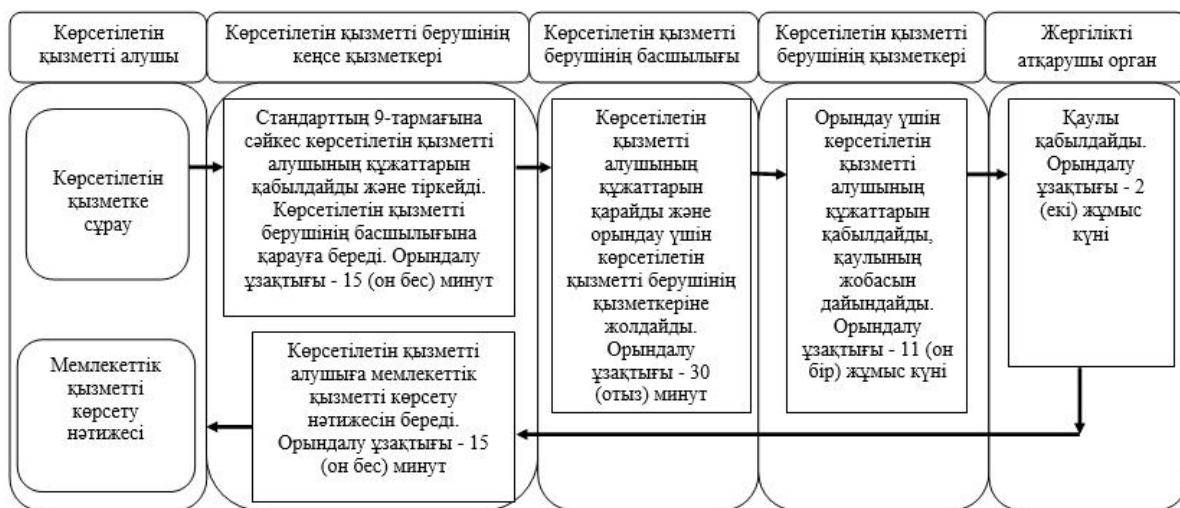 Көрсетілетін
қызметті алушы
Көрсетілетін қызметті берушінің
кеңсе қызметкері
Көрсетілетін қызметті
берушінің басшылығы
Көрсетілетін қызметті
берушінің қызметкері
Жергілікті
атқарушы орган
Көрсетілетін
қызметке
сұрау
Стандарттың 9-тармағына
сәйкес көрсетілетін қызметті
алушының құжаттарын
қабылдайды және тіркейді.
Көрсетілетін қызметті
берушінің басшылығына
қарауға береді. Орындалу
ұзақтығы - 15 (он бес) минут
Көрсетілетін
қызметті
алушының
құжаттарын
қарайды және
орындау үшін
көрсетілетін
қызметті берушінің
қызметкеріне
жолдайды.
Орындалу
ұзақтығы - 30
(отыз) минут
Орындау үшін
көрсетілетін
қызметті
алушының
құжаттарын
қабылдайды,
қаулының
жобасын
дайындайды.
Орындалу
ұзақтығы - 11 (он
бір) жұмыс күні
Қаулы
қабылдайды.
Орындалу
ұзақтығы - 2
(екі) жұмыс
күні
Мемлекеттік
қызметті
көрсету
нәтижесі
Көрсетілетін қызметті
алушыға мемлекеттік
қызметті көрсету
нәтижесін береді.
Орындалу ұзақтығы - 15
(он бес) минут